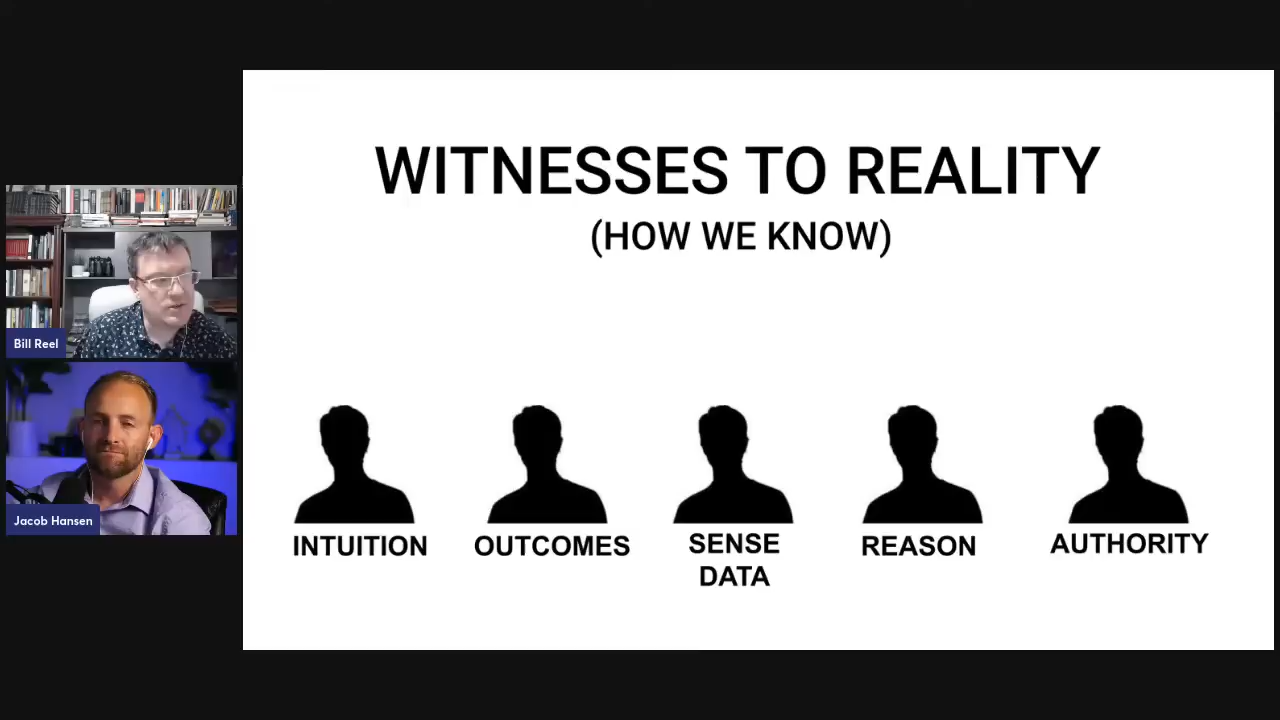 WITNESSES TO REALITY
(HOW WE KNOW)
Bill Reel
Jacob Hansen
INTUITION
OUTCOMES
SENSE
DATA
REASON
AUTHORITY